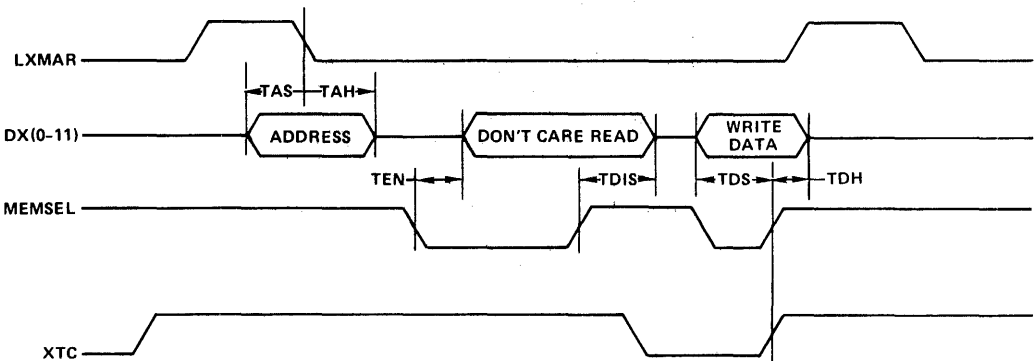 LXMAR
TAS TAH
DX(0-11) ADDRESS DON'T CARE READ WRITE DATA
TEN TDIS TDS TDH
MEMSEL
XTC